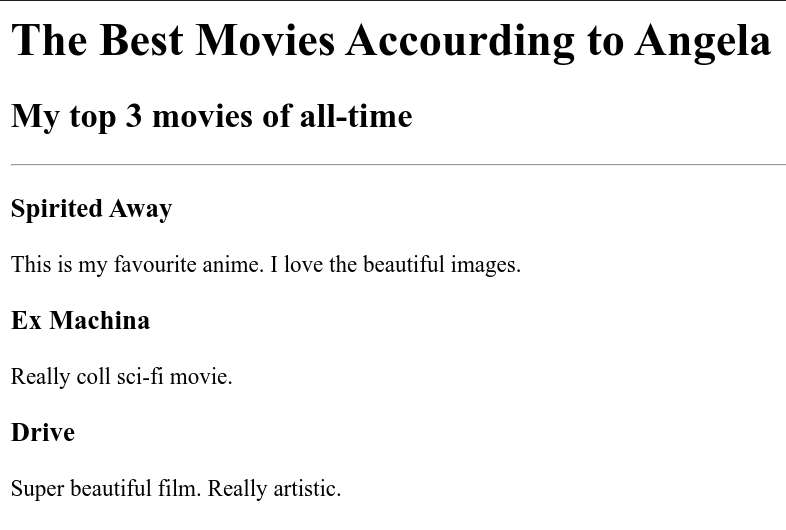 The Best Movies Accourding to Angela
My top 3 movies of all-time
Spirited Away
This is my favourite anime. I love the beautiful images.
Ex Machina
Really coll sci-fi movie.
Drive
Super beautiful film. Really artistic.